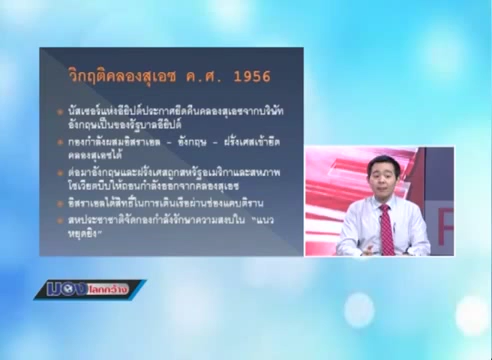 วิกฤติคลองสุเอซ ค.ศ. 1956
นัสเซอร์แห่งอียิปต์ประกาศยึดคืนคลองสุเอซจากบริษัท
อังกฤษเป็นของรัฐบาลอียิปต์
กองกำลังผสมอิสราเอล - อังกฤษ - ฝรั่งเศสเข้ายึด
คลองสุเอซได้
ต่อมาอังกฤษและฝรั่งเศสถูกสหรัฐอเมริกาและสหภาพ
โซเวียตบีบให้ถอนกำลังออกจากคลองสุเอซ
อิสราเอลได้สิทธิ์ในการเดินเรือผ่านช่องแคบติราน
สหประชาชาติจัดกองกำลังรักษาความสงบใน "แนว
หยุดยิง"
มองโลกกว้าง